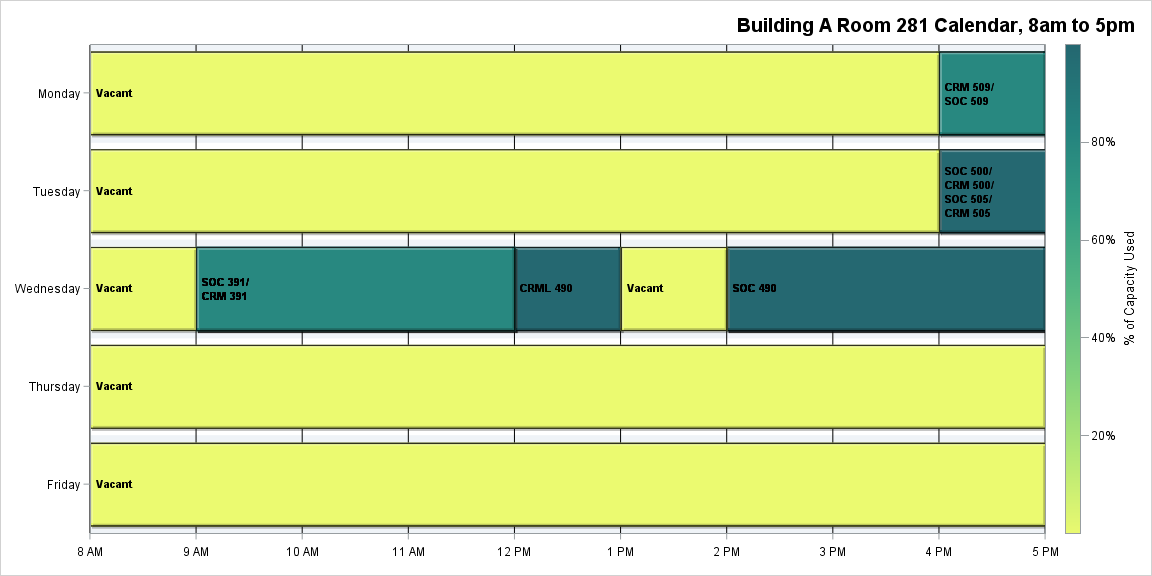 Building A Room 281 Calendar, 8am to 5pm
Monday
Vacant
CRM 509/
SOC 509
Tuesday
Vacant
SOC 500/
CRM 500/
SOC 505/
CRM 505
Wednesday
Vacant
SOC 391/
CRM 391
CRML 490
Vacant
SOC 490
Thursday
Vacant
Friday
Vacant
8 AM
9 AM
10 AM
11 AM
12 PM
1 PM
2 PM
3 PM
4 PM
5 PM
80%
60%
40%
20%
% of Capacity Used